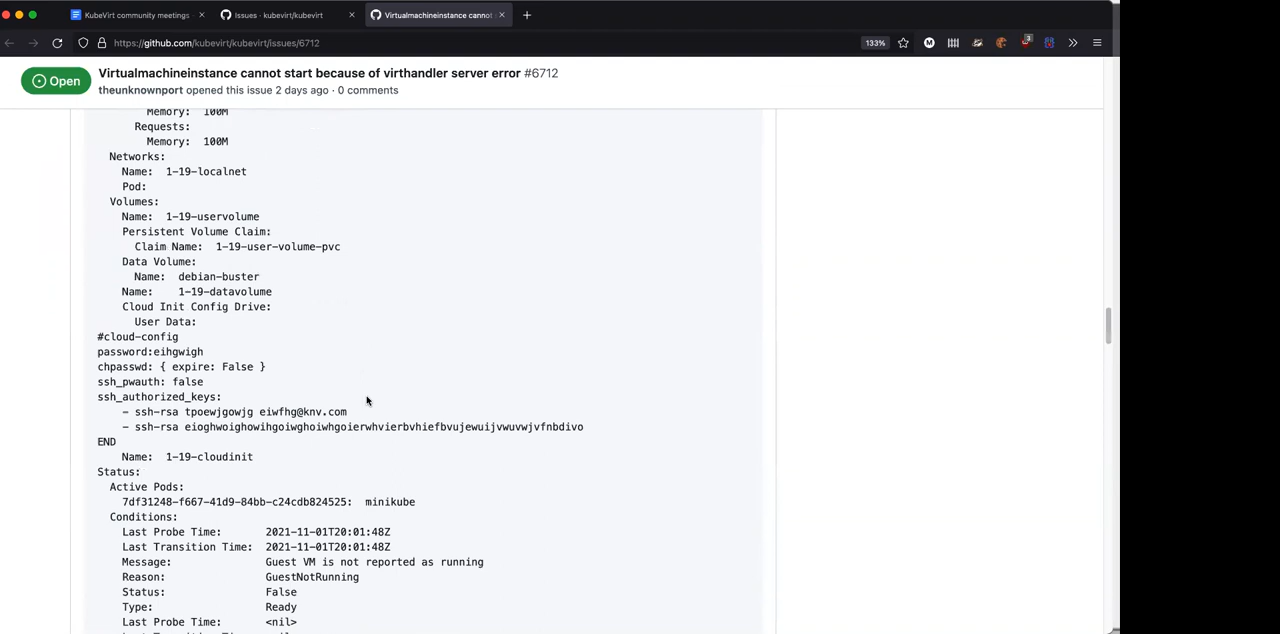 KubeVirt community meetings
Issues · kubevirt/kubevirt
Virtualmachineinstance cannot
https://github.com/kubevirt/kubevirt/issues/6712
133%
M
3
Open
Virtualmachineinstance cannot start because of virthandler server error #6712
theunknownport opened this issue 2 days ago · 0 comments
Memory:  100M
Requests:
Memory:  100M
Networks:
Name:  1-19-localnet
Pod:
Volumes:
Name:  1-19-uservolume
Persistent Volume Claim:
Claim Name:  1-19-user-volume-pvc
Data Volume:
Name:  debian-buster
Name:    1-19-datavolume
Cloud Init Config Drive:
User Data:
#cloud-config
password:eihgwigh
chpasswd: { expire: False }
ssh_pwauth: false
ssh_authorized_keys:
- ssh-rsa tpoewjgowjg eiwfhg@knv.com
- ssh-rsa eioghwoighowihgoiwghoiwhgoierwhvierbvhiefbvujewuijvwuvwjvfnbdivo
END
Name:  1-19-cloudinit
Status:
Active Pods:
7df31248-f667-41d9-84bb-c24cdb824525:  minikube
Conditions:
Last Probe Time:       2021-11-01T20:01:48Z
Last Transition Time:  2021-11-01T20:01:48Z
Message:               Guest VM is not reported as running
Reason:                GuestNotRunning
Status:                False
Type:                  Ready
Last Probe Time:       <nil>